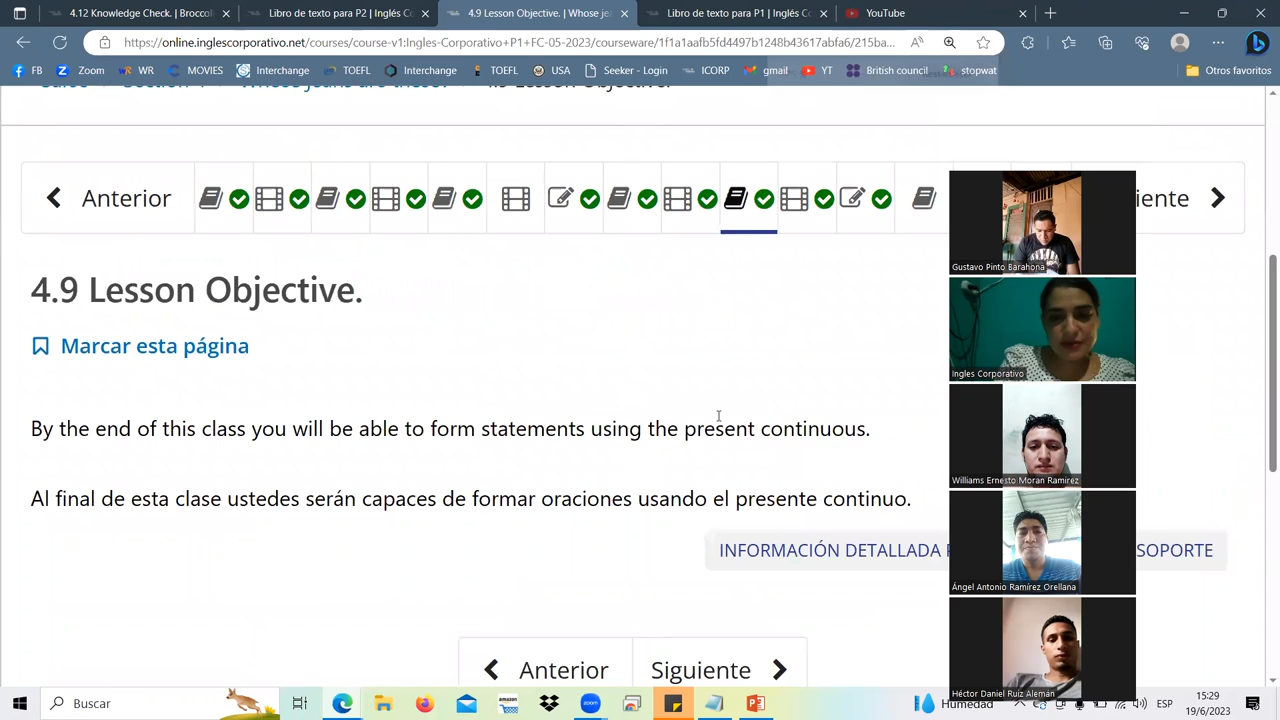 4.12 Knowledge Check. | Broccoli
Libro de texto para P2 | Inglés Co
4.9 Lesson Objective. | Whose je
Libro de texto para P1 | Inglés Co
YouTube
https://online.inglescorporativo.net/courses/course-v1:Ingles-Corporativo+P1+FC-05-2023/courseware/1f1a1aafb5fd4497b1248b43617abfa6/215ba...
FB Zoom WR MOVIES Interchange TOEFL Interchange TOEFL USA Seeker - Login ICORP gmail YT British council stopwat Otros favoritos
Anterior
iente
4.9 Lesson Objective.
Marcar esta página
By the end of this class you will be able to form statements using the present continuous.
Al final de esta clase ustedes serán capaces de formar oraciones usando el presente continuo.
INFORMACIÓN DETALLADA
SOPORTE
Anterior
Siguiente
Gustavo Pinto Barahona
Ingles Corporativo
Williams Ernesto Moran Ramirez
Ángel Antonio Ramírez Orellana
Héctor Daniel Ruíz Alemán
Buscar
Humedad
ESP
15:29
19/6/2023